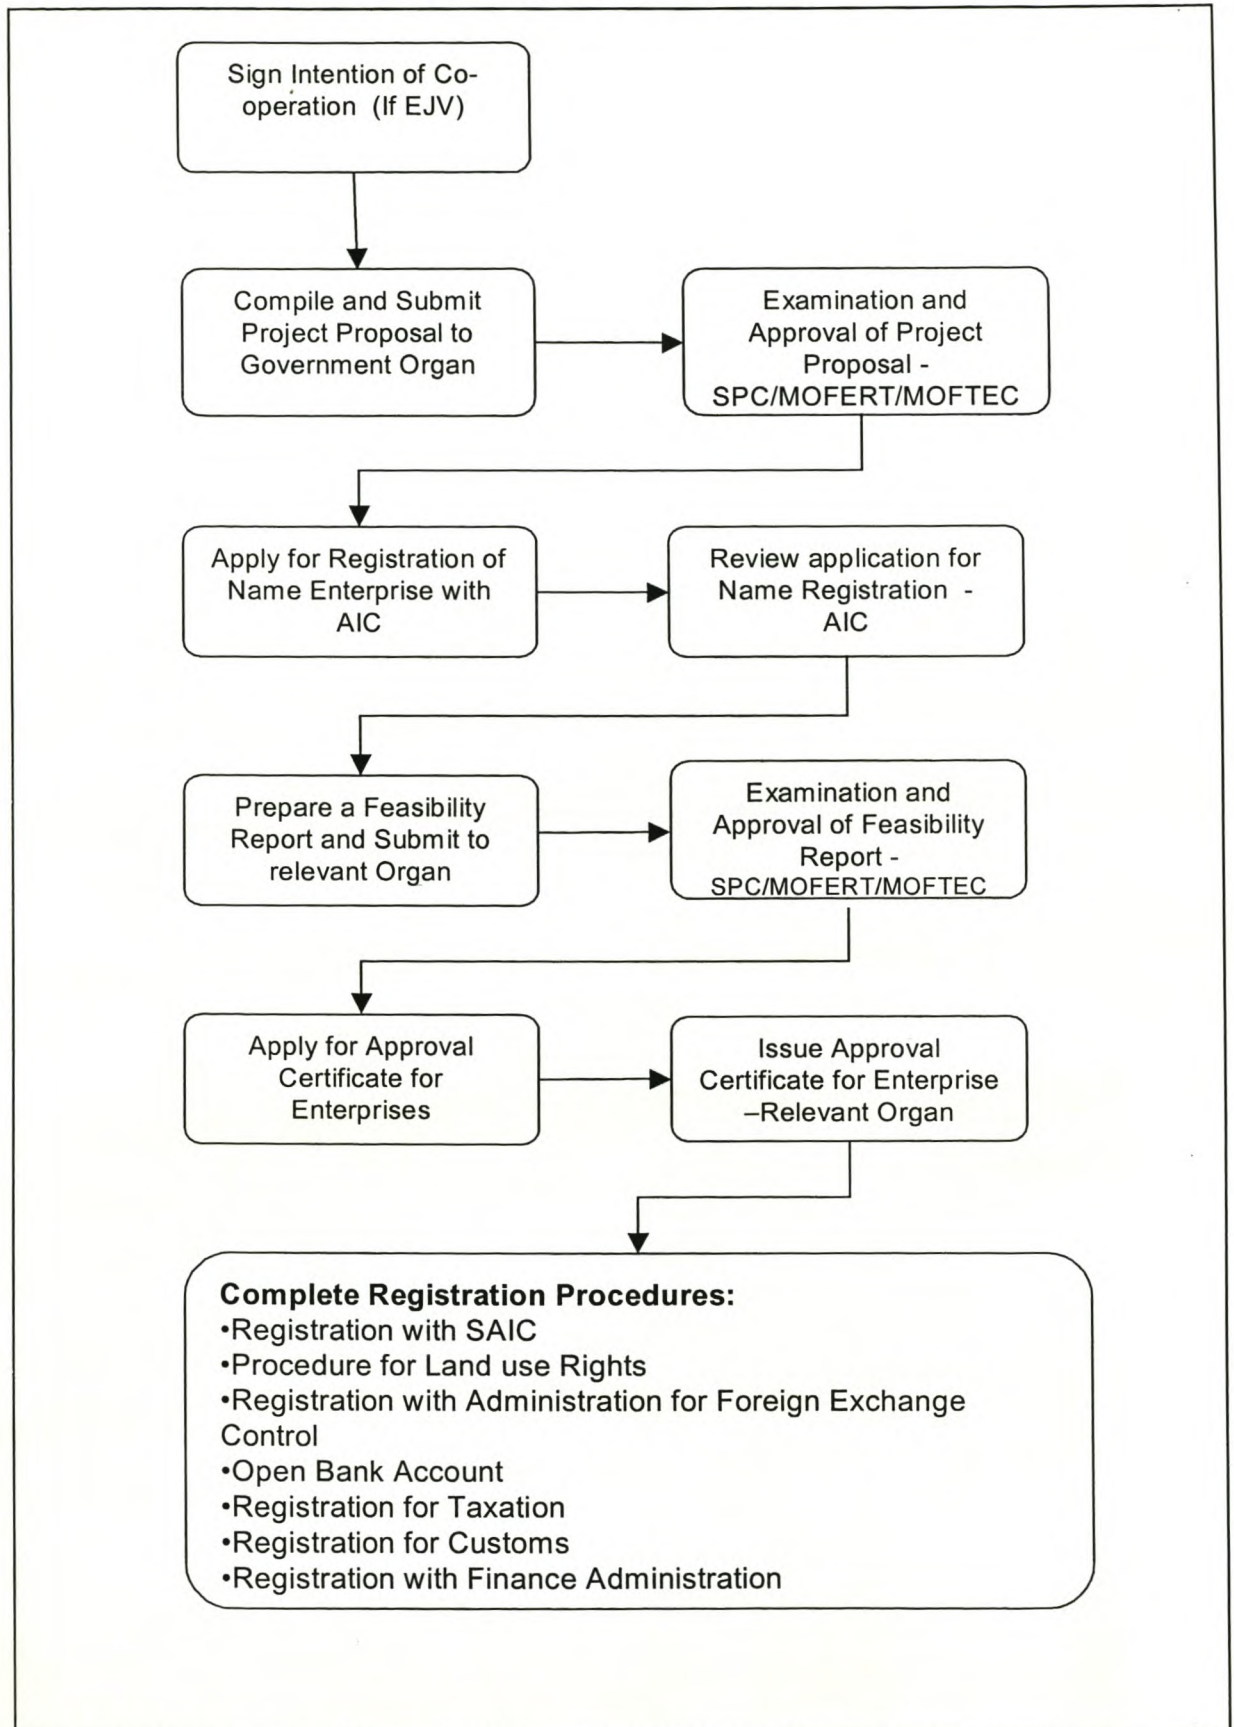 Sign Intention of Co-
operation (If EJV)
Compile and Submit
Project Proposal to
Government Organ
Examination and
Approval of Project
Proposal -
SPC/MOFERT/MOFTEC
Apply for Registration of
Name Enterprise with
AIC
Review application for
Name Registration -
AIC
Prepare a Feasibility
Report and Submit to
relevant Organ
Examination and
Approval of Feasibility
Report -
SPC/MOFERT/MOFTEC
Apply for Approval
Certificate for
Enterprises
Issue Approval
Certificate for Enterprise
–Relevant Organ
Complete Registration Procedures:
•Registration with SAIC
•Procedure for Land use Rights
•Registration with Administration for Foreign Exchange
Control
•Open Bank Account
•Registration for Taxation
•Registration for Customs
•Registration with Finance Administration